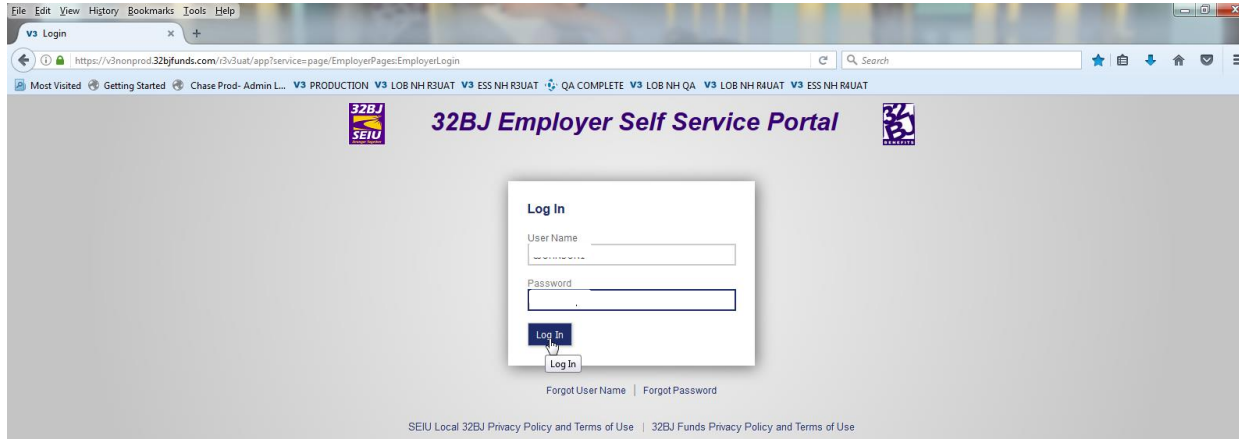 File Edit View History Bookmarks Tools Help
V3 Login × +
https://v3nonprod.32bjfunds.com/r3v3uat/app?service=page/EmployerPages:EmployerLogin Search
Most Visited Getting Started Chase Prod- Admin L... V3 PRODUCTION V3 LOB NH R3UAT V3 ESS NH R3UAT QA COMPLETE V3 LOB NH QA V3 LOB NH R4UAT V3 ESS NH R4UAT
32BJ SEIU 32BJ Employer Self Service Portal 32BJ BENEFITS
Log In
User Name
Password
Log In
Log In
Forgot User Name | Forgot Password
SEIU Local 32BJ Privacy Policy and Terms of Use | 32BJ Funds Privacy Policy and Terms of Use